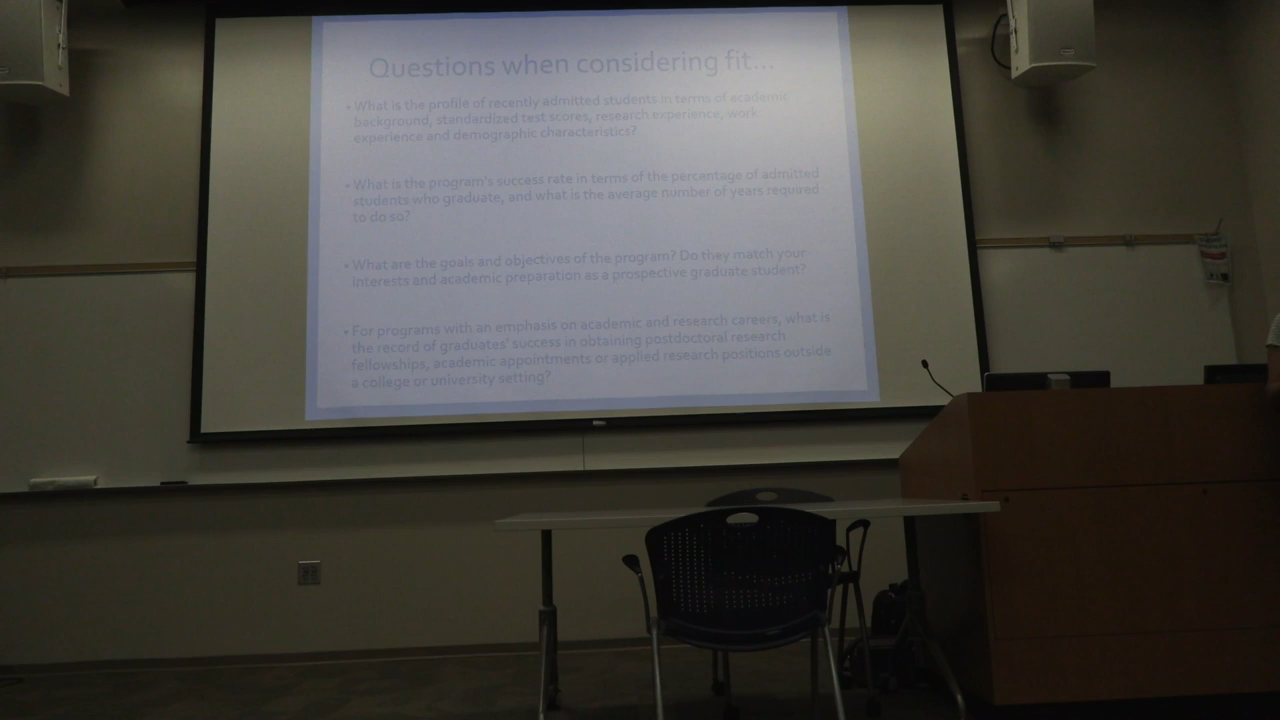 Questions when considering fit...
• What is the profile of recently admitted students in terms of academic
background, standardized test scores, research experience, work
experience and demographic characteristics?
• What is the program's success rate in terms of the percentage of admitted
students who graduate, and what is the average number of years required
to do so?
• What are the goals and objectives of the program? Do they match your
interests and academic preparation as a prospective graduate student?
• For programs with an emphasis on academic and research careers, what is
the record of graduates' success in obtaining postdoctoral research
fellowships, academic appointments or applied research positions outside
a college or university setting?